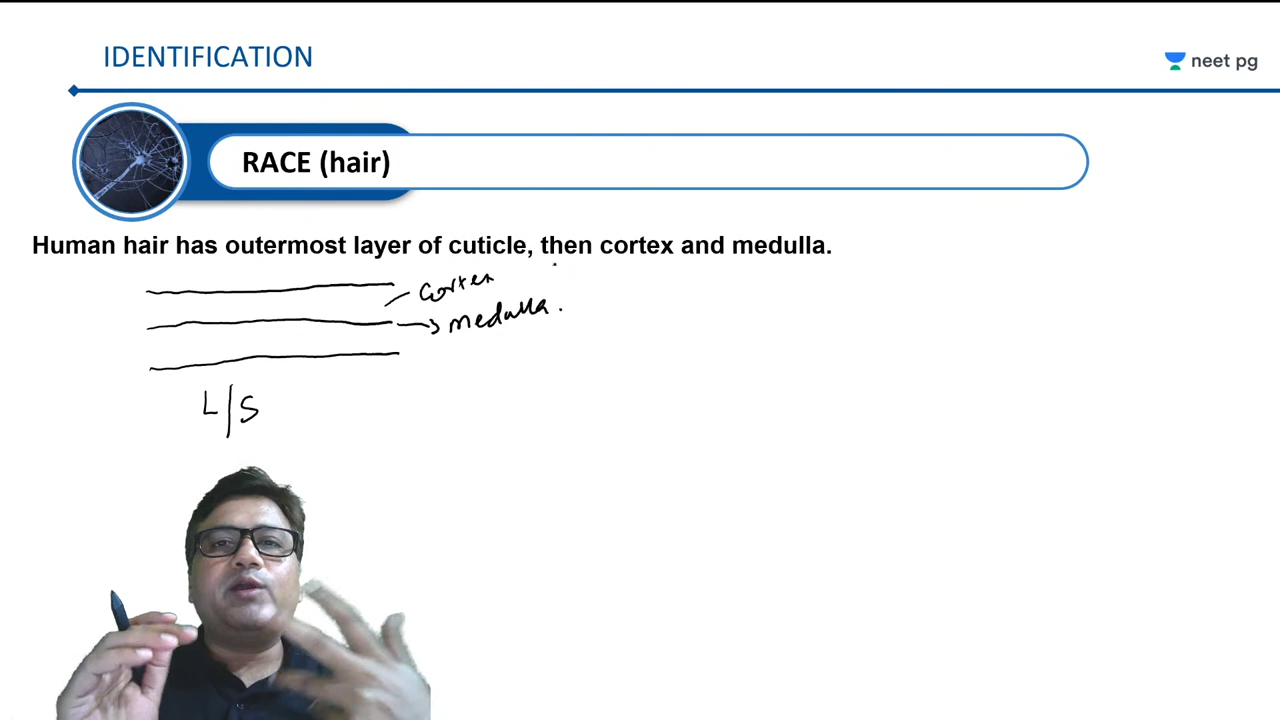 IDENTIFICATION
neet pg
RACE (hair)
Human hair has outermost layer of cuticle, then cortex and medulla.
cortex
medulla.
L/S